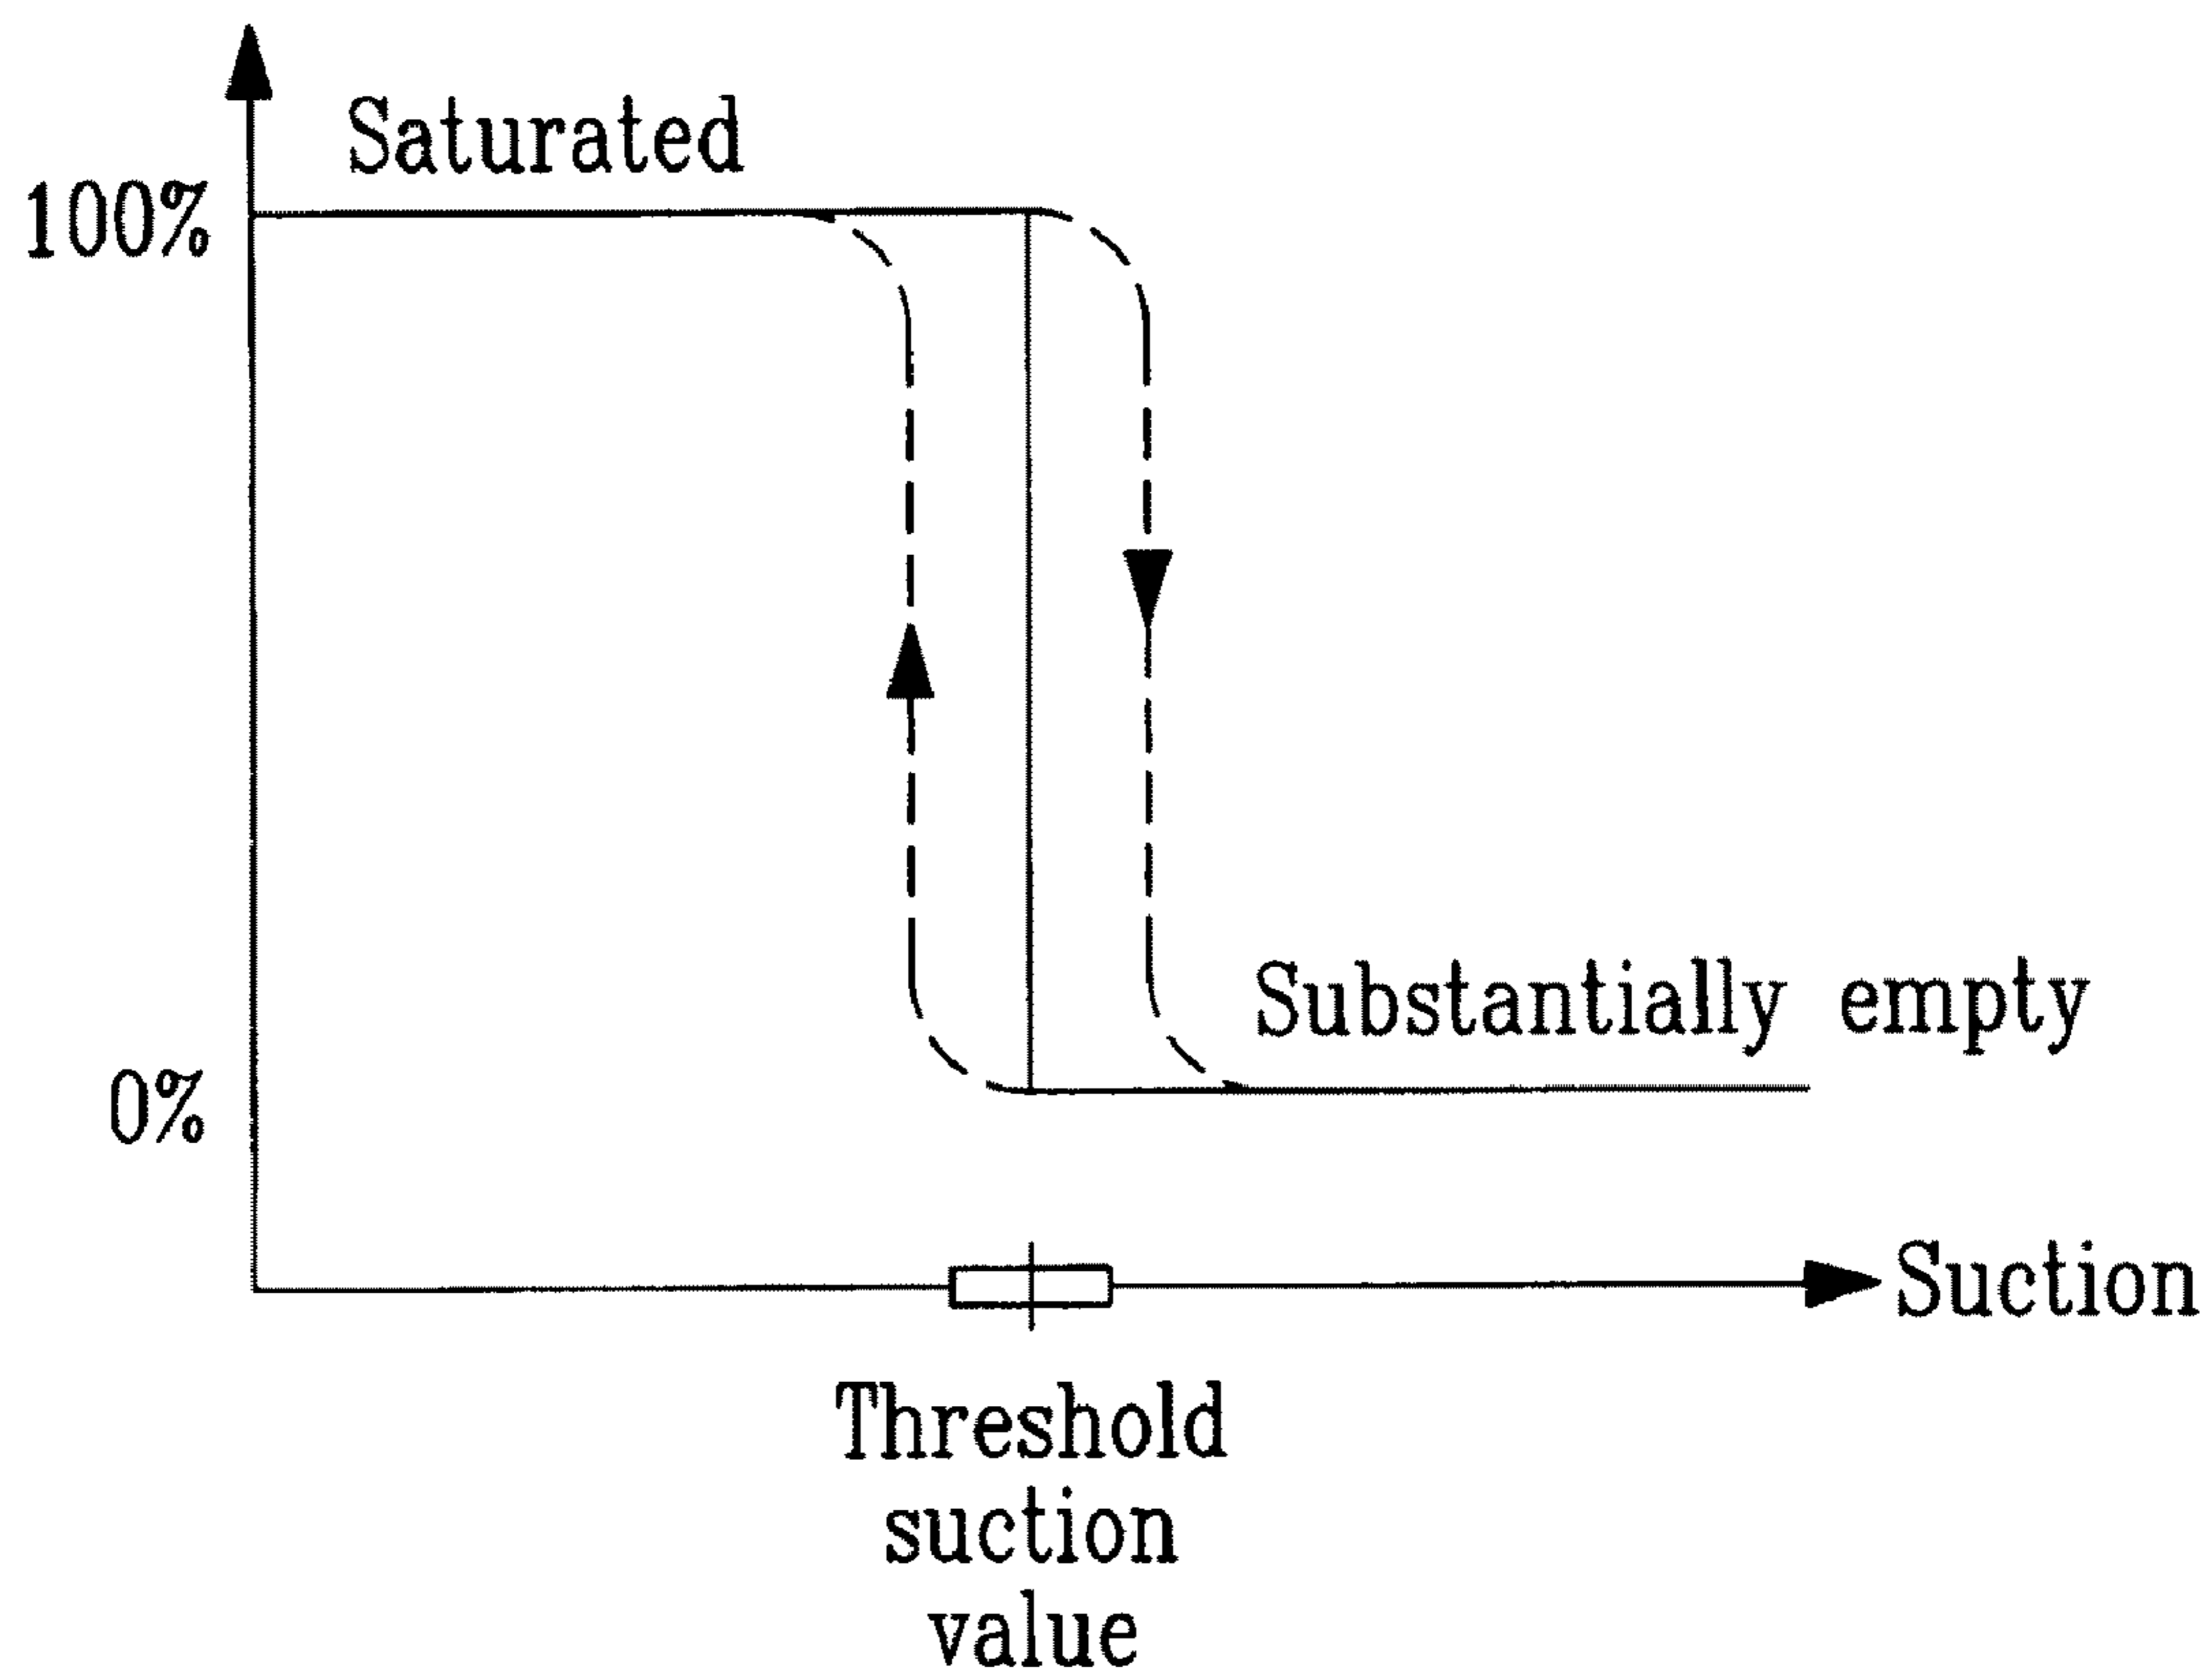 Saturated
100%
Substantially empty
0%
Suction
Threshold
suction
value